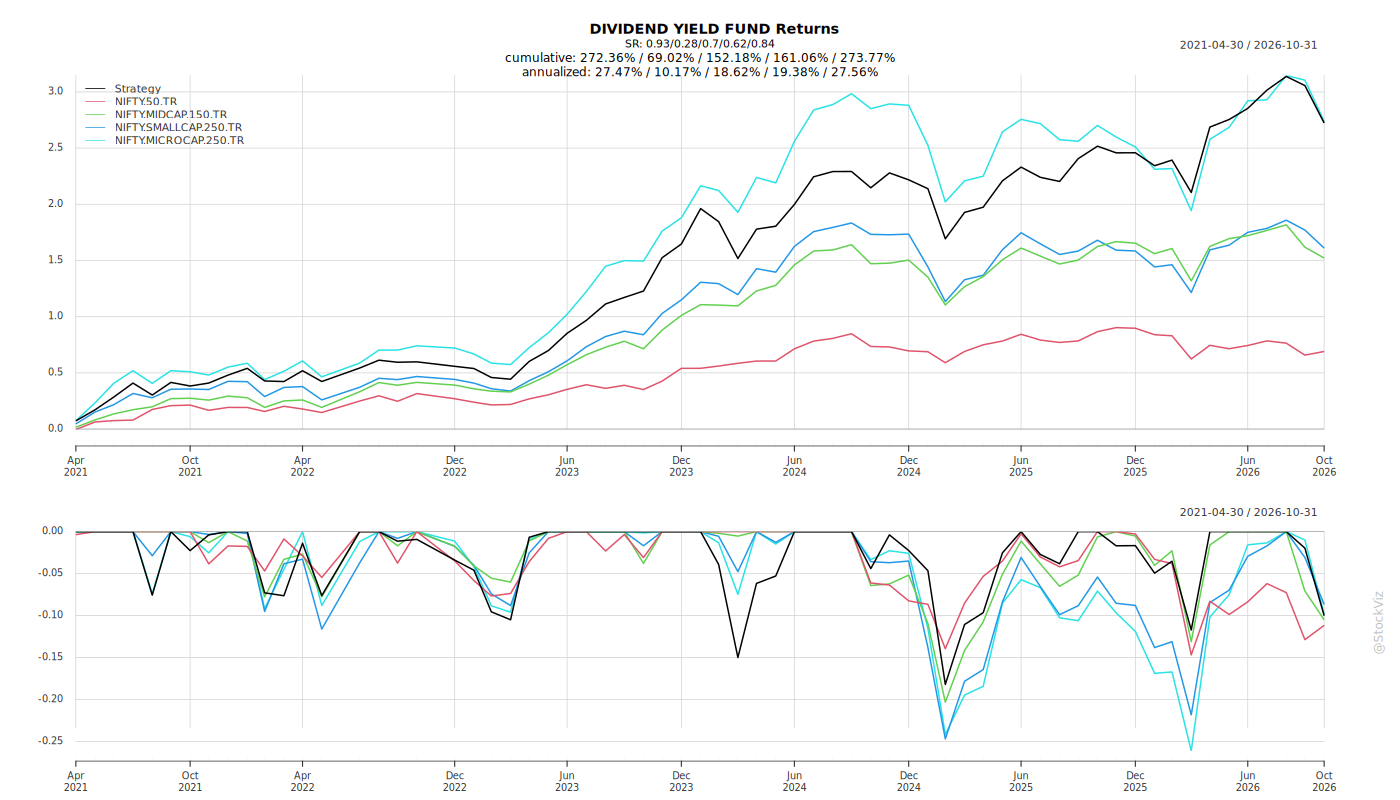 DIVIDEND YIELD FUND Returns
SR: 0.93/0.28/0.7/0.62/0.84
cumulative: 272.36% / 69.02% / 152.18% / 161.06% / 273.77%
annualized: 27.47% / 10.17% / 18.62% / 19.38% / 27.56%
2021-04-30 / 2026-10-31
Strategy
NIFTY.50.TR
NIFTY.MIDCAP.150.TR
NIFTY.SMALLCAP.250.TR
NIFTY.MICROCAP.250.TR
3.0
2.5
2.0
1.5
1.0
0.5
0.0
Apr Oct Apr Dec Jun Dec Jun Dec Jun Dec Jun Oct
2021 2021 2022 2022 2023 2023 2024 2024 2025 2025 2026 2026
2021-04-30 / 2026-10-31
0.00
-0.05
-0.10
-0.15
-0.20
-0.25
Apr Oct Apr Dec Jun Dec Jun Dec Jun Dec Jun Oct
2021 2021 2022 2022 2023 2023 2024 2024 2025 2025 2026 2026
@StockViz